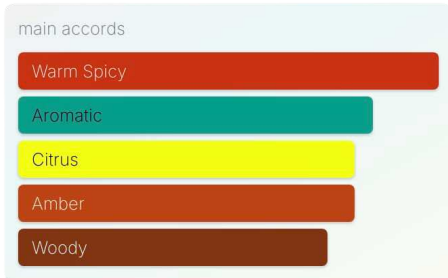 main accords
Warm Spicy
Aromatic
Citrus
Amber
Woody